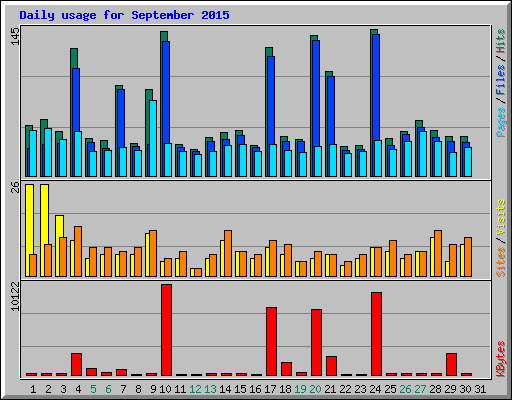 Daily usage for September 2015
145
Pages / Files / Hits
26
Sites / Visits
10122
KBytes
1 2 3 4 5 6 7 8 9 10 11 12 13 14 15 16 17 18 19 20 21 22 23 24 25 26 27 28 29 30 31